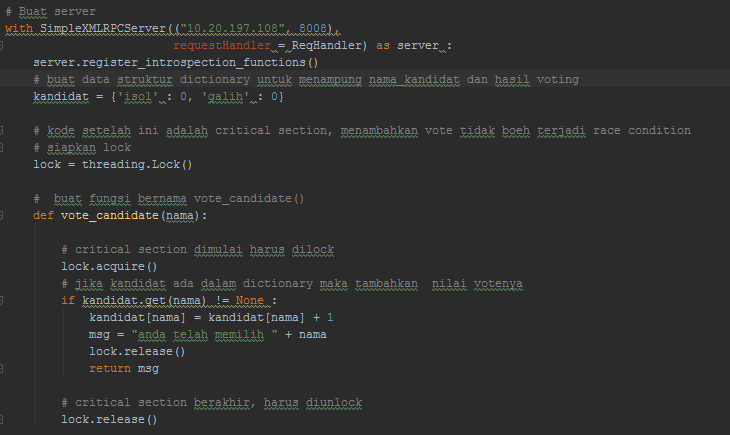 # Buat server
with SimpleXMLRPCServer(("10.20.197.108", 8008),
requestHandler = ReqHandler) as server :
server.register_introspection_functions()
# buat data struktur dictionary untuk menampung nama_kandidat dan hasil voting
kandidat = {'isol' : 0, 'galih' : 0}
# kode setelah ini adalah critical section, menambahkan vote tidak boeh terjadi race condition
# siapkan lock
lock = threading.Lock()
#  buat fungsi bernama vote_candidate()
def vote_candidate(nama):
# critical section dimulai harus dilock
lock.acquire()
# jika kandidat ada dalam dictionary maka tambahkan  nilai votenya
if kandidat.get(nama) != None :
kandidat[nama] = kandidat[nama] + 1
msg = "anda telah memilih " + nama
lock.release()
return msg
# critical section berakhir, harus diunlock
lock.release()